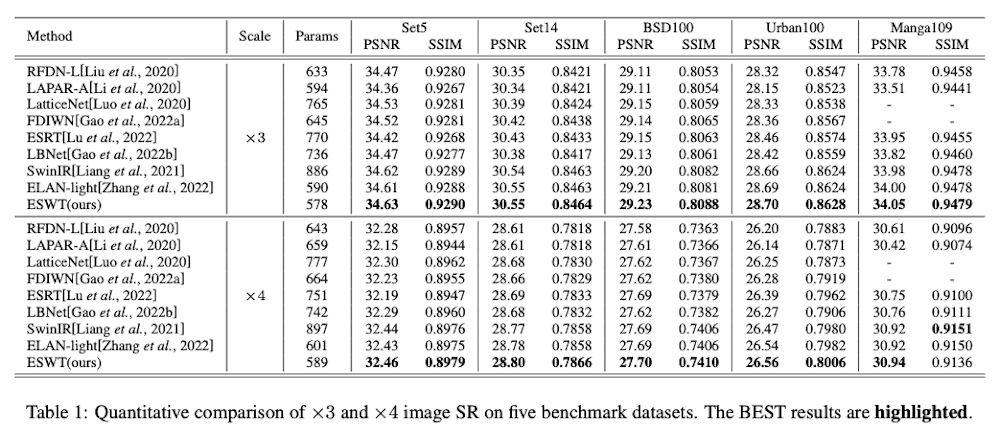 Method Scale Params Set5 Set14 BSD100 Urban100 Manga109
PSNR SSIM PSNR SSIM PSNR SSIM PSNR SSIM PSNR SSIM
RFDN-L[Liu et al., 2020] 633 34.47 0.9280 30.35 0.8421 29.11 0.8053 28.32 0.8547 33.78 0.9458
LAPAR-A[Li et al., 2020] 594 34.36 0.9267 30.34 0.8421 29.11 0.8054 28.15 0.8523 33.51 0.9441
LatticeNet[Luo et al., 2020] 765 34.53 0.9281 30.39 0.8424 29.15 0.8059 28.33 0.8538 - -
FDIWN[Gao et al., 2022a] 645 34.52 0.9281 30.42 0.8438 29.14 0.8065 28.36 0.8567 - -
ESRT[Lu et al., 2022] ×3 770 34.42 0.9268 30.43 0.8433 29.15 0.8063 28.46 0.8574 33.95 0.9455
LBNet[Gao et al., 2022b] 736 34.47 0.9277 30.38 0.8417 29.13 0.8061 28.42 0.8559 33.82 0.9460
SwinIR[Liang et al., 2021] 886 34.62 0.9289 30.54 0.8463 29.20 0.8082 28.66 0.8624 33.98 0.9478
ELAN-light[Zhang et al., 2022] 590 34.61 0.9288 30.55 0.8463 29.21 0.8081 28.69 0.8624 34.00 0.9478
ESWT(ours) 578 34.63 0.9290 30.55 0.8464 29.23 0.8088 28.70 0.8628 34.05 0.9479
RFDN-L[Liu et al., 2020] 643 32.28 0.8957 28.61 0.7818 27.58 0.7363 26.20 0.7883 30.61 0.9096
LAPAR-A[Li et al., 2020] 659 32.15 0.8944 28.61 0.7818 27.61 0.7366 26.14 0.7871 30.42 0.9074
LatticeNet[Luo et al., 2020] 777 32.30 0.8962 28.68 0.7830 27.62 0.7367 26.25 0.7873 - -
FDIWN[Gao et al., 2022a] 664 32.23 0.8955 28.66 0.7829 27.62 0.7380 26.28 0.7919 - -
ESRT[Lu et al., 2022] ×4 751 32.19 0.8947 28.69 0.7833 27.69 0.7379 26.39 0.7962 30.75 0.9100
LBNet[Gao et al., 2022b] 742 32.29 0.8960 28.68 0.7832 27.62 0.7382 26.27 0.7906 30.76 0.9111
SwinIR[Liang et al., 2021] 897 32.44 0.8976 28.77 0.7858 27.69 0.7406 26.47 0.7980 30.92 0.9151
ELAN-light[Zhang et al., 2022] 601 32.43 0.8975 28.78 0.7858 27.69 0.7406 26.54 0.7982 30.92 0.9150
ESWT(ours) 589 32.46 0.8979 28.80 0.7866 27.70 0.7410 26.56 0.8006 30.94 0.9136
Table 1: Quantitative comparison of ×3 and ×4 image SR on five benchmark datasets. The BEST results are highlighted.